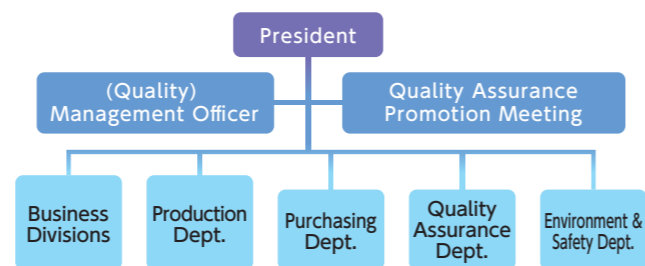 President
(Quality)
Management Officer
Quality Assurance
Promotion Meeting
Business
Divisions
Production
Dept.
Purchasing
Dept.
Quality
Assurance
Dept.
Environment &
Safety Dept.